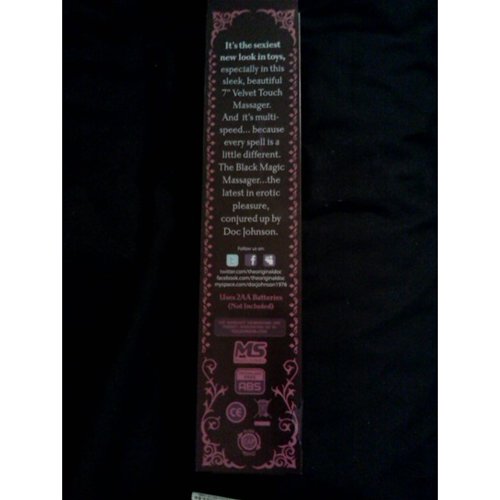 It's the sexiest
new look in toys,
especially in this
sleek, beautiful
7" Velvet Touch
Massager.
And it's multi-
speed... because
every spell is a
little different.
The Black Magic
Massager...the
latest in erotic
pleasure,
conjured up by
Doc Johnson.
Follow us on:
twitter.com/theoriginaldoc
facebook.com/theoriginaldoc
myspace.com/docjohnson1976
Uses 2AA Batteries
(Not Included)
MS
ABS
CE